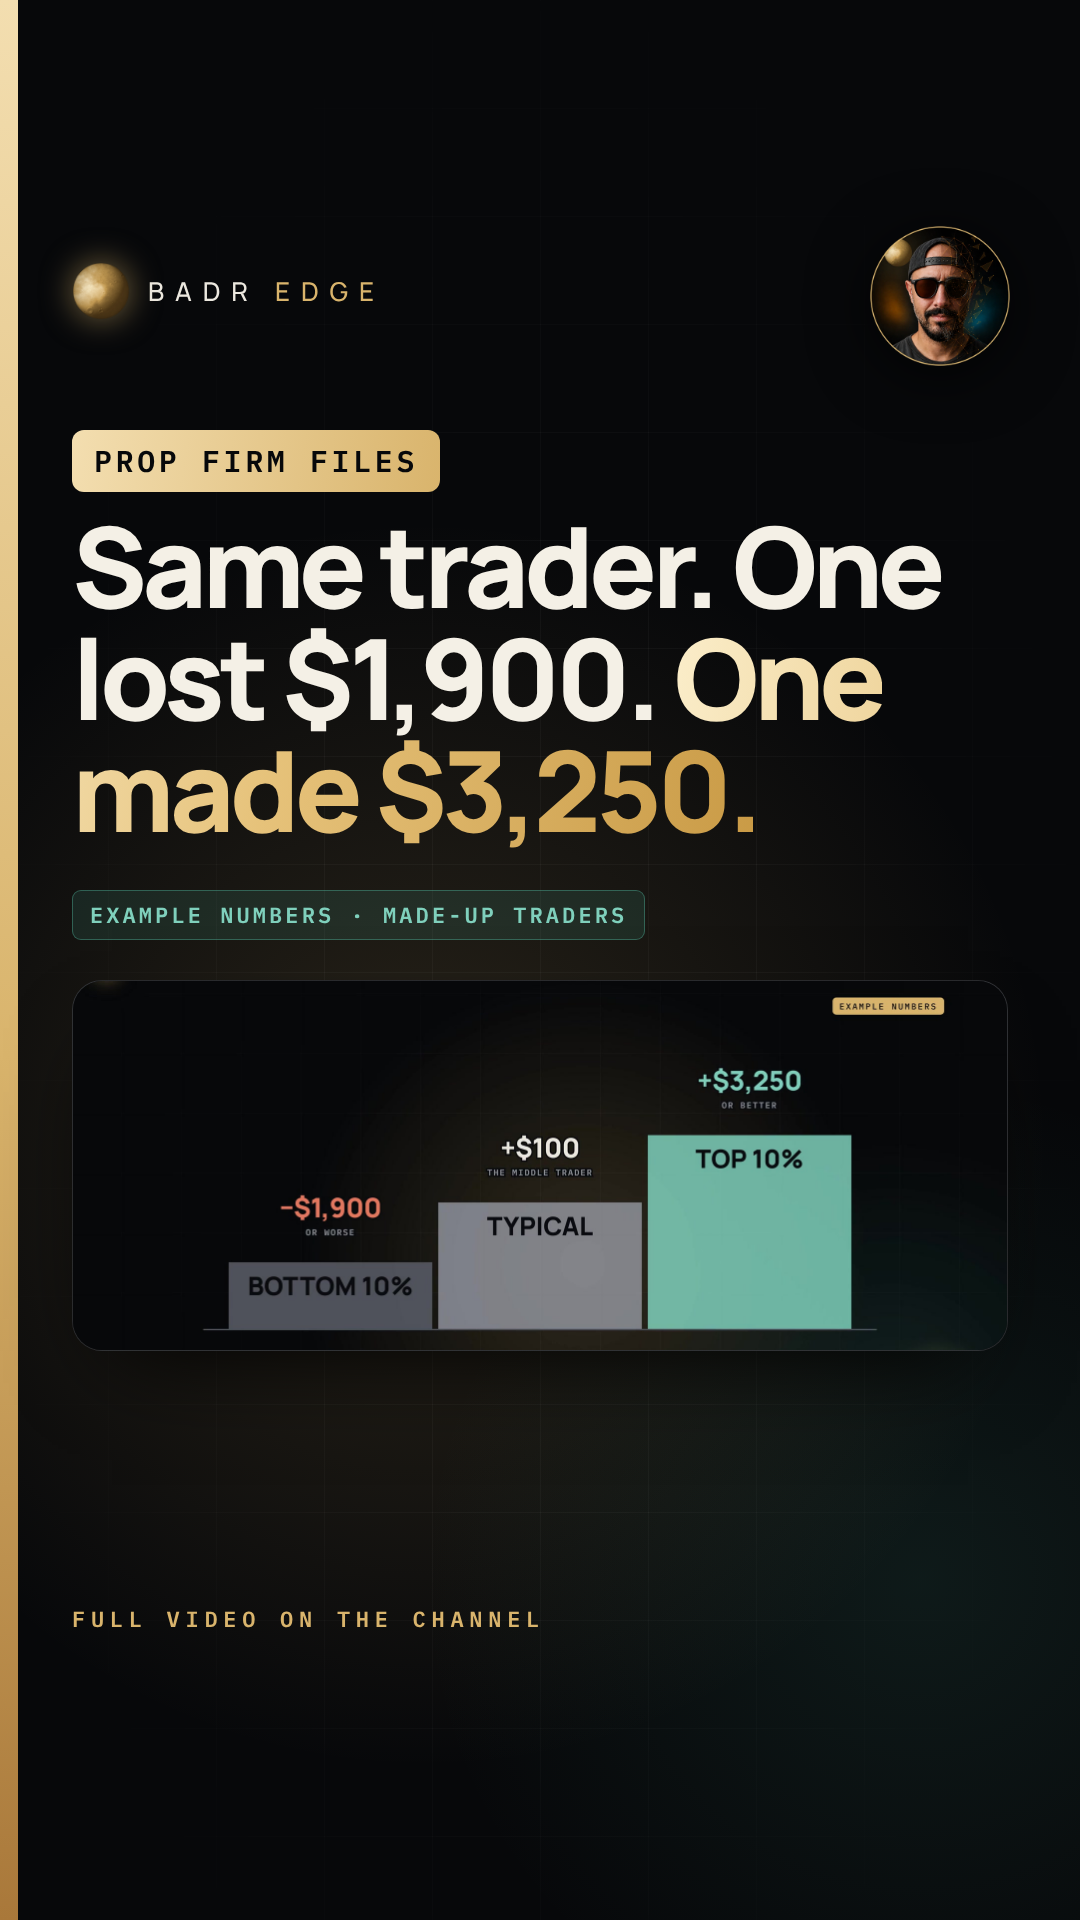 BADR EDGE
PROP FIRM FILES
Same trader. One
lost $1,900. One
made $3,250.
EXAMPLE NUMBERS · MADE-UP TRADERS
EXAMPLE NUMBERS
+$3,250
OR BETTER
TOP 10%
+$100
THE MIDDLE TRADER
TYPICAL
−$1,900
OR WORSE
BOTTOM 10%
FULL VIDEO ON THE CHANNEL